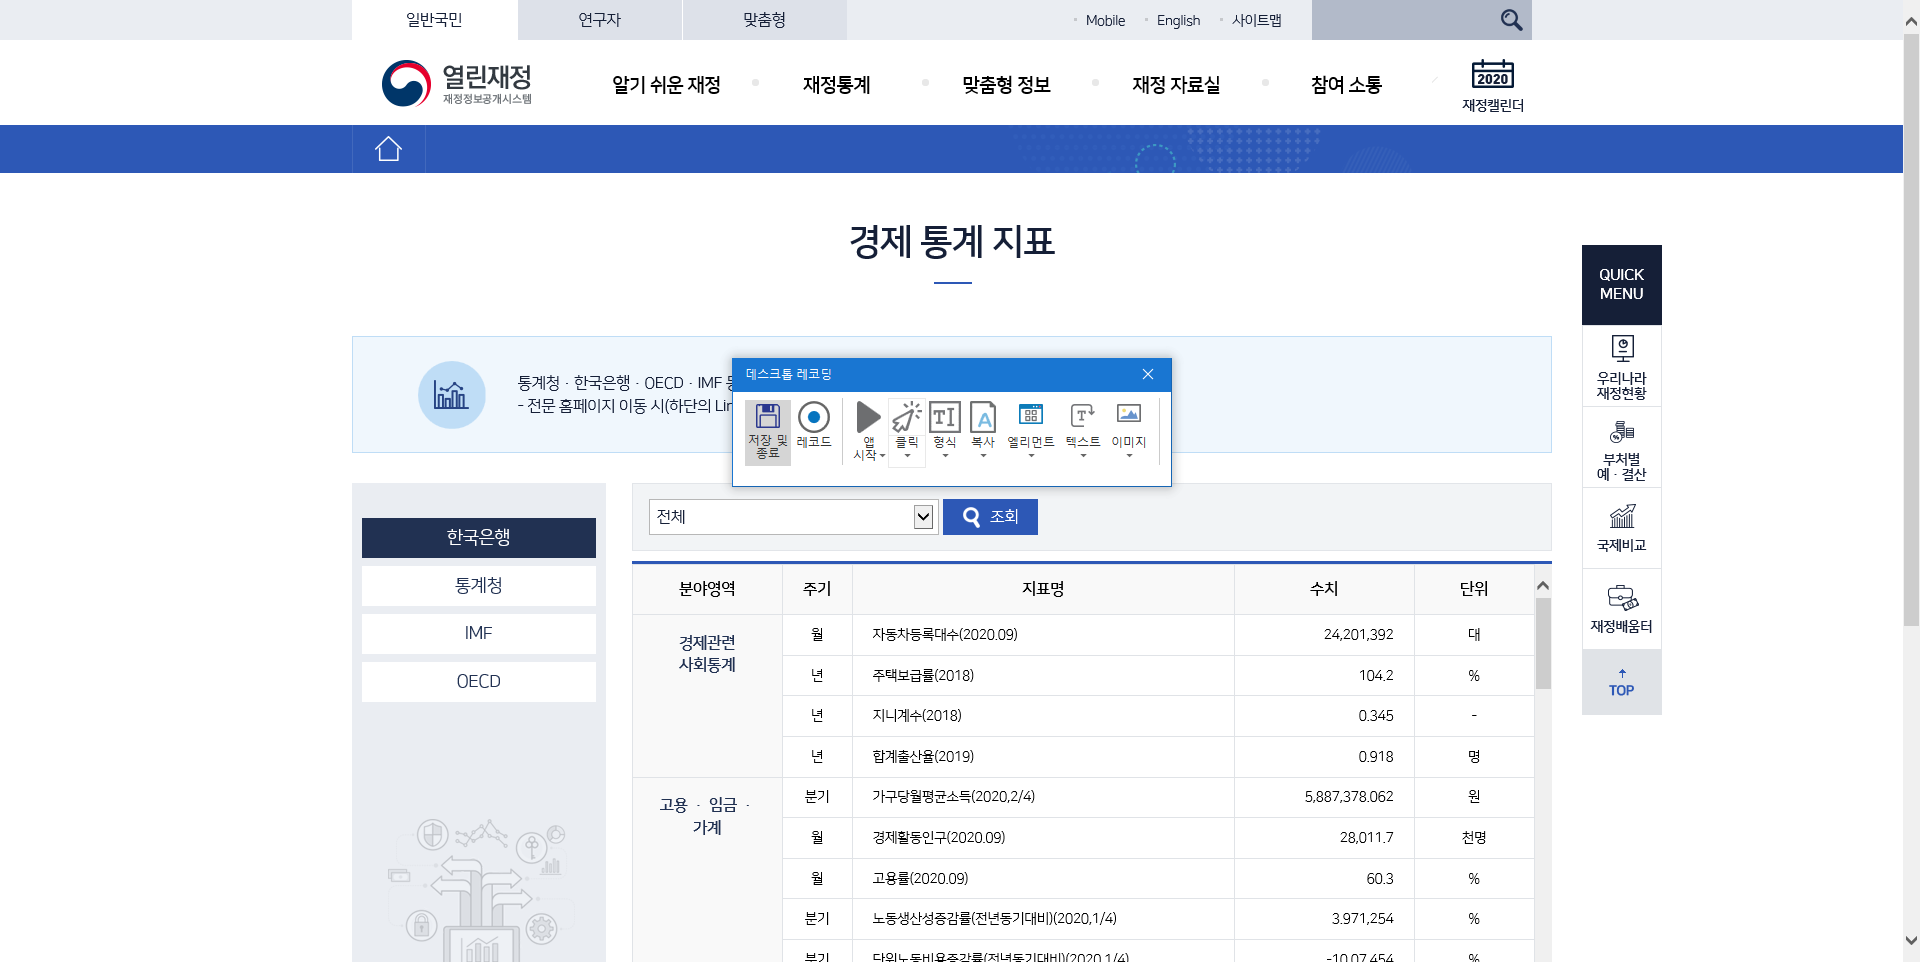 일반국민
연구자
맞춤형
Mobile
English
사이트맵
열린재정
재정정보공개시스템
알기 쉬운 재정
재정통계
맞춤형 정보
재정 자료실
참여 소통
2020
재정캘린더
경제 통계 지표
통계청 · 한국은행 · OECD · IMF
- 전문 홈페이지 이동 시(하단의 Lin
데스크톱 레코딩
저장 및
종료
레코드
앱
시작
클릭
형식
복사
엘리먼트
텍스트
이미지
QUICK
MENU
우리나라
재정현황
부처별
예 · 결산
국제비교
재정배움터
TOP
한국은행
통계청
IMF
OECD
전체
조회
분야영역 주기 지표명 수치 단위
경제관련
사회통계
월 자동차등록대수(2020.09) 24,201,392 대
년 주택보급률(2018) 104.2 %
년 지니계수(2018) 0.345 -
년 합계출산율(2019) 0.918 명
고용 · 임금 ·
가계
분기 가구당월평균소득(2020,2/4) 5,887,378.062 원
월 경제활동인구(2020.09) 28,011.7 천명
월 고용률(2020.09) 60.3 %
분기 노동생산성증감률(전년동기대비)(2020,1/4) 3.971,254 %
분기 단위노동비용증감률(전년동기대비)(2020,1/4) -10.07,454 %